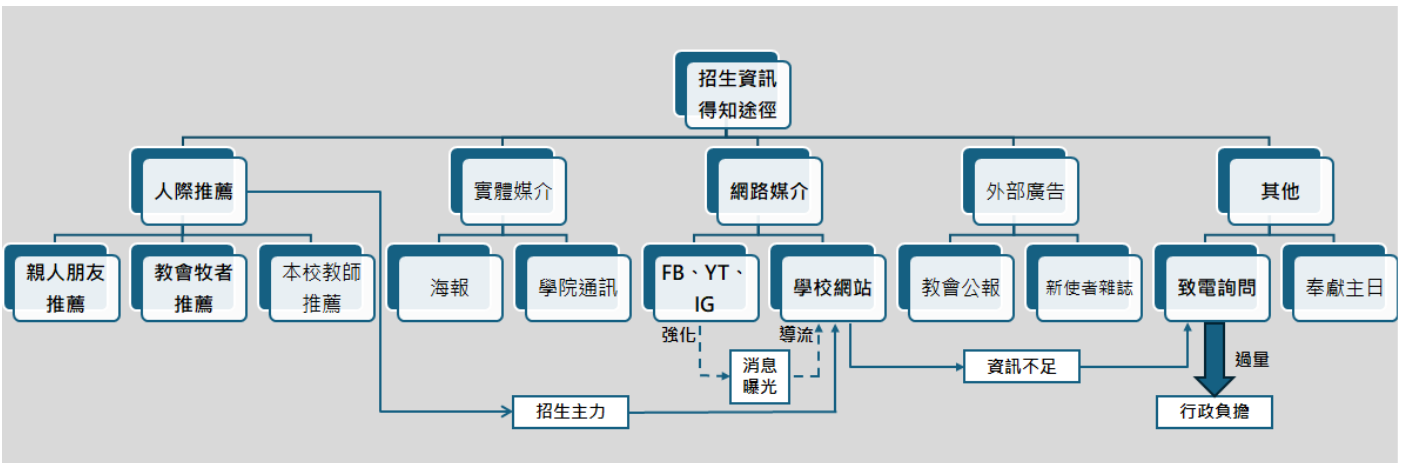 招生資訊
得知途徑
人際推薦
實體媒介
網路媒介
外部廣告
其他
親人朋友
推薦
教會牧者
推薦
本校教師
推薦
海報
學院通訊
FB、YT、
IG
學校網站
教會公報
新使者雜誌
致電詢問
奉獻主日
強化
導流
消息
曝光
資訊不足
過量
招生主力
行政負擔